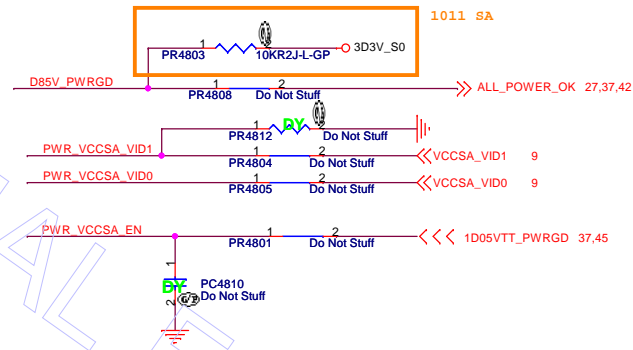 1011 SA
1 2
PR4803 10KR2J-L-GP 3D3V_S0
D85V_PWRGD 1 2 ALL_POWER_OK 27,37,42
PR4808 Do Not Stuff
1 DY 2
PR4812 Do Not Stuff
PWR_VCCSA_VID1 1 2 VCCSA_VID1 9
PR4804 Do Not Stuff
PWR_VCCSA_VID0 1 2 VCCSA_VID0 9
PR4805 Do Not Stuff
PWR_VCCSA_EN 1 2 1D05VTT_PWRGD 37,45
PR4801 Do Not Stuff
1
DY PC4810
2 Do Not Stuff